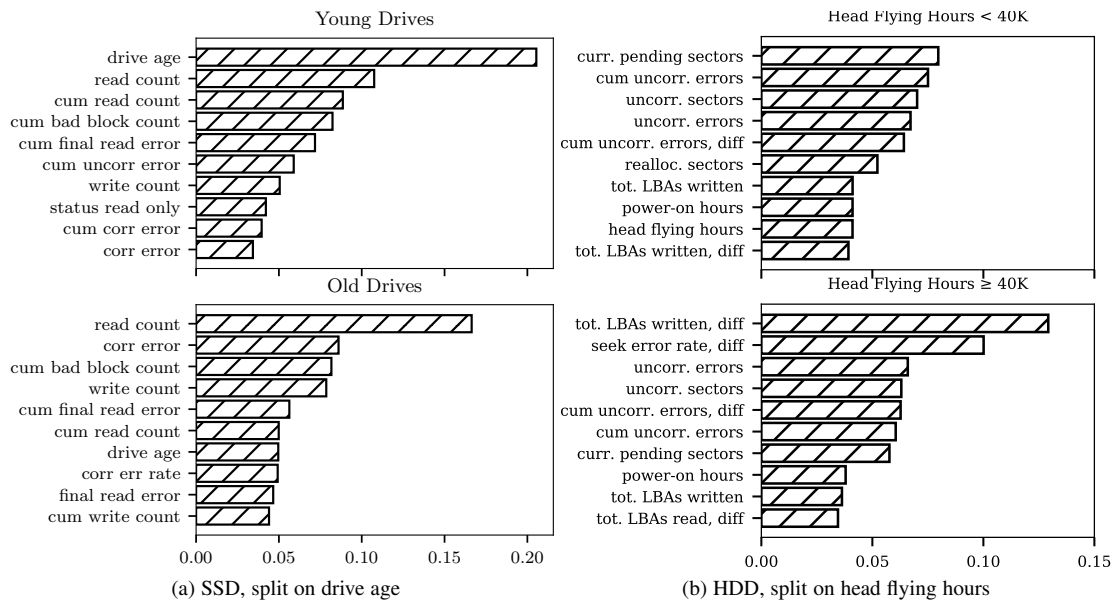 Young Drives
drive age
read count
cum read count
cum bad block count
cum final read error
cum uncorr error
write count
status read only
cum corr error
corr error
Old Drives
read count
corr error
cum bad block count
write count
cum final read error
cum read count
drive age
corr err rate
final read error
cum write count
0.00 0.05 0.10 0.15 0.20
(a) SSD, split on drive age
Head Flying Hours < 40K
curr. pending sectors
cum uncorr. errors
uncorr. sectors
uncorr. errors
cum uncorr. errors, diff
realloc. sectors
tot. LBAs written
power-on hours
head flying hours
tot. LBAs written, diff
Head Flying Hours ≥ 40K
tot. LBAs written, diff
seek error rate, diff
uncorr. errors
uncorr. sectors
cum uncorr. errors, diff
cum uncorr. errors
curr. pending sectors
power-on hours
tot. LBAs written
tot. LBAs read, diff
0.00 0.05 0.10 0.15
(b) HDD, split on head flying hours